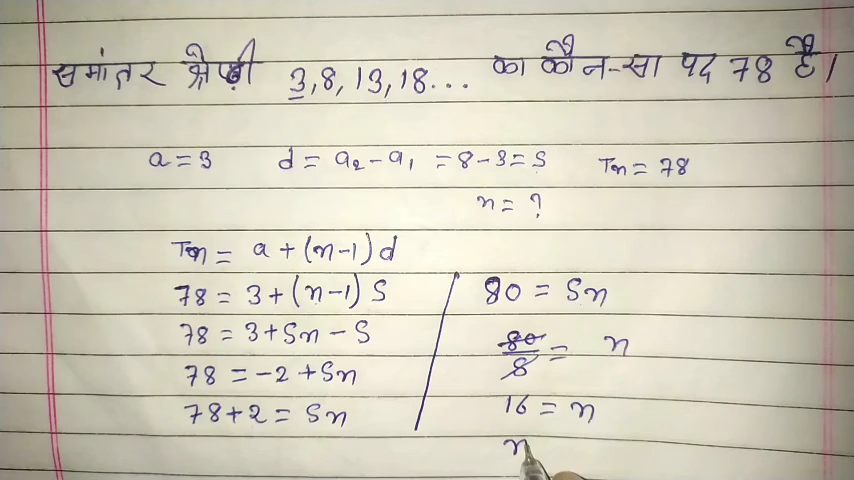 समांतर श्रेणी 3, 8, 13, 18... का कौन-सा पद 78 है।
a = 3 d = a₂ - a₁ = 8 - 3 = 5 Tn = 78
n = ?
Tn = a + (n-1) d
78 = 3 + (n-1) 5
78 = 3 + 5n - 5
78 = -2 + 5n
78 + 2 = 5n
80 = 5n
80/5 = n
16 = n
n